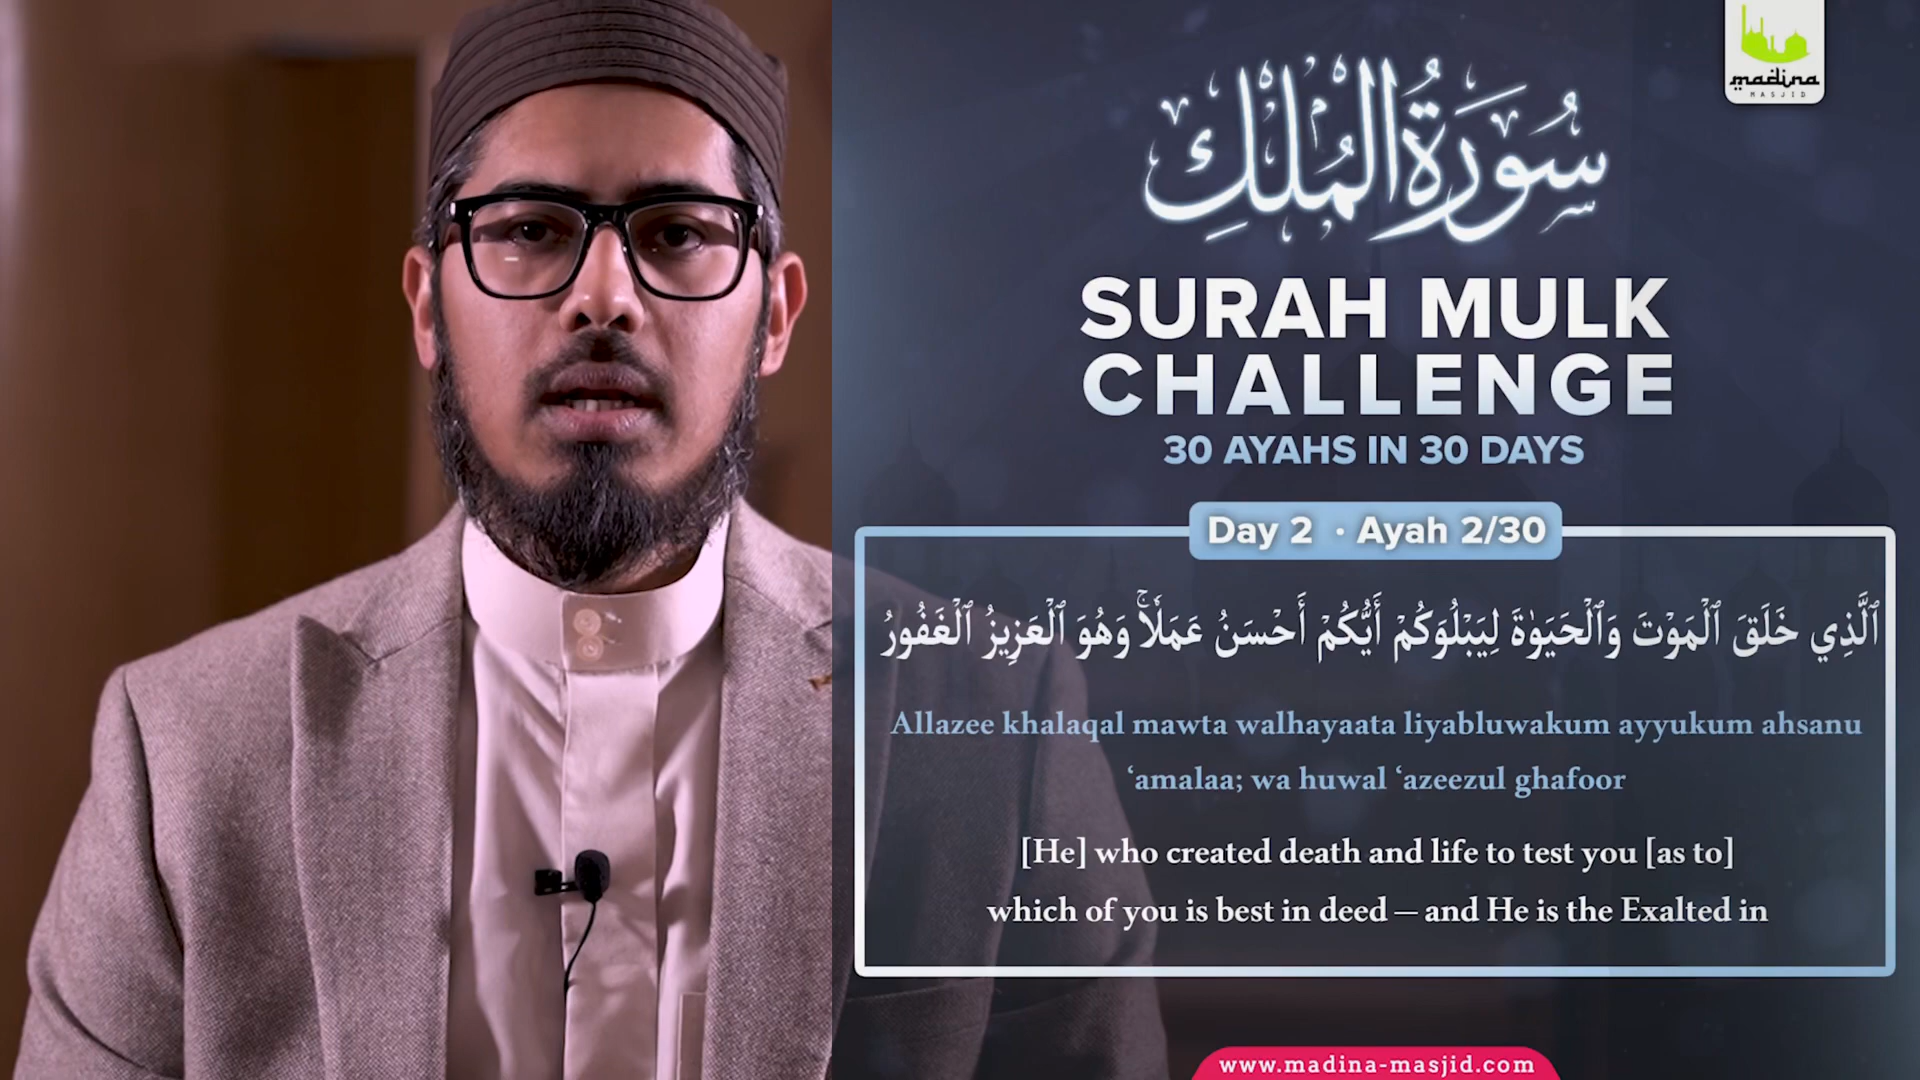 madina
MASJID
سُورَةُ الْمُلْكِ
SURAH MULK
CHALLENGE
30 AYAHS IN 30 DAYS
Day 2 · Ayah 2/30
ٱلَّذِي خَلَقَ ٱلْمَوْتَ وَٱلْحَيَوٰةَ لِيَبْلُوَكُمْ أَيُّكُمْ أَحْسَنُ عَمَلًاۚ وَهُوَ ٱلْعَزِيزُ ٱلْغَفُورُ
Allazee khalaqal mawta walhayaata liyabluwakum ayyukum ahsanu
‘amalaa; wa huwal ‘azeezul ghafoor
[He] who created death and life to test you [as to]
which of you is best in deed – and He is the Exalted in
www.madina-masjid.com